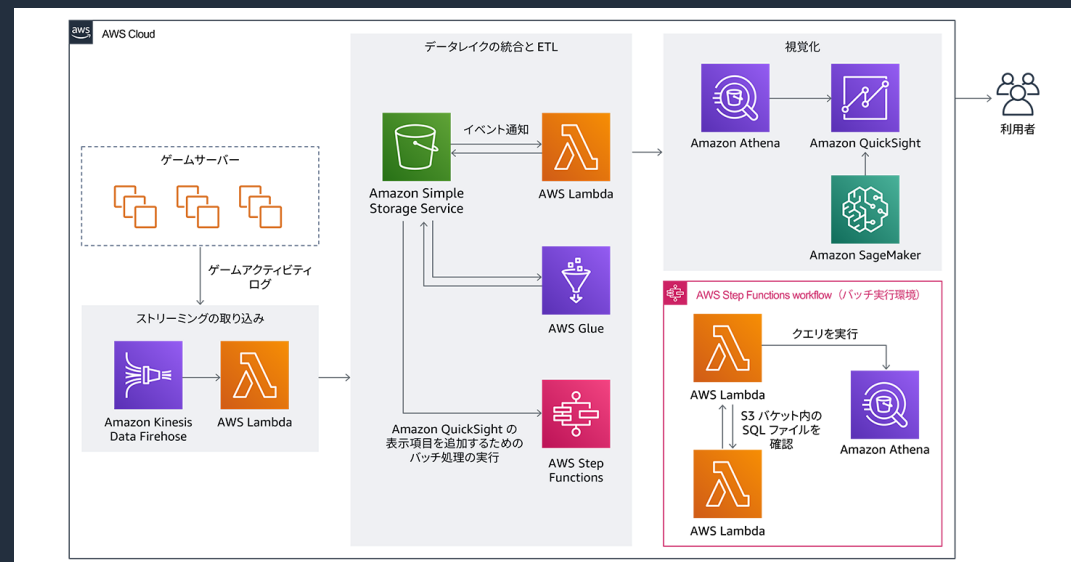 aws
AWS Cloud
ゲームサーバー
ゲームアクティビティ
ログ
ストリーミングの取り込み
Amazon Kinesis
Data Firehose
AWS Lambda
データレイクの統合と ETL
Amazon Simple
Storage Service
イベント通知
AWS Lambda
AWS Glue
Amazon QuickSight の
表示項目を追加するための
バッチ処理の実行
AWS Step
Functions
視覚化
Amazon Athena
Amazon QuickSight
Amazon SageMaker
利用者
AWS Step Functions workflow（バッチ実行環境）
AWS Lambda
クエリを実行
S3 バケット内の
SQL ファイルを
確認
Amazon Athena
AWS Lambda